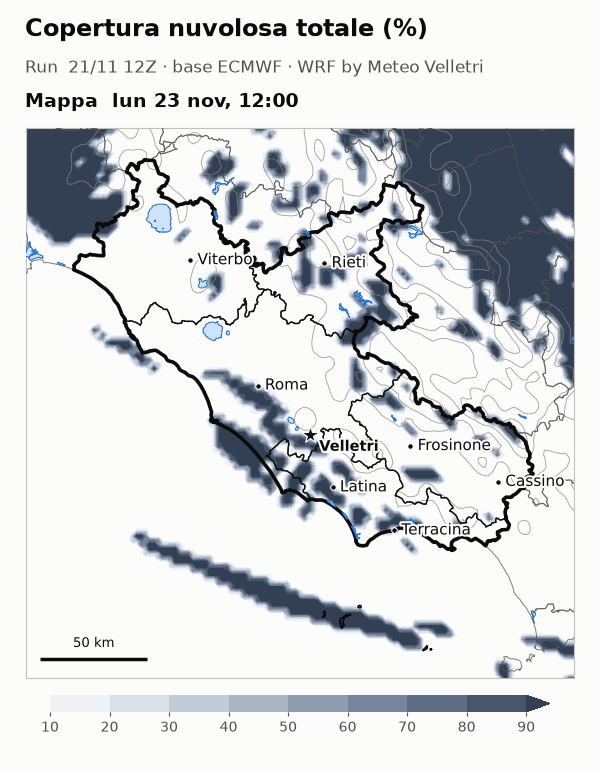 Copertura nuvolosa totale (%)
Run 21/11 12Z · base ECMWF · WRF by Meteo Velletri
Mappa lun 23 nov, 12:00
Viterbo
Rieti
Roma
Velletri
Frosinone
Latina
Cassino
Terracina
50 km
10 20 30 40 50 60 70 80 90